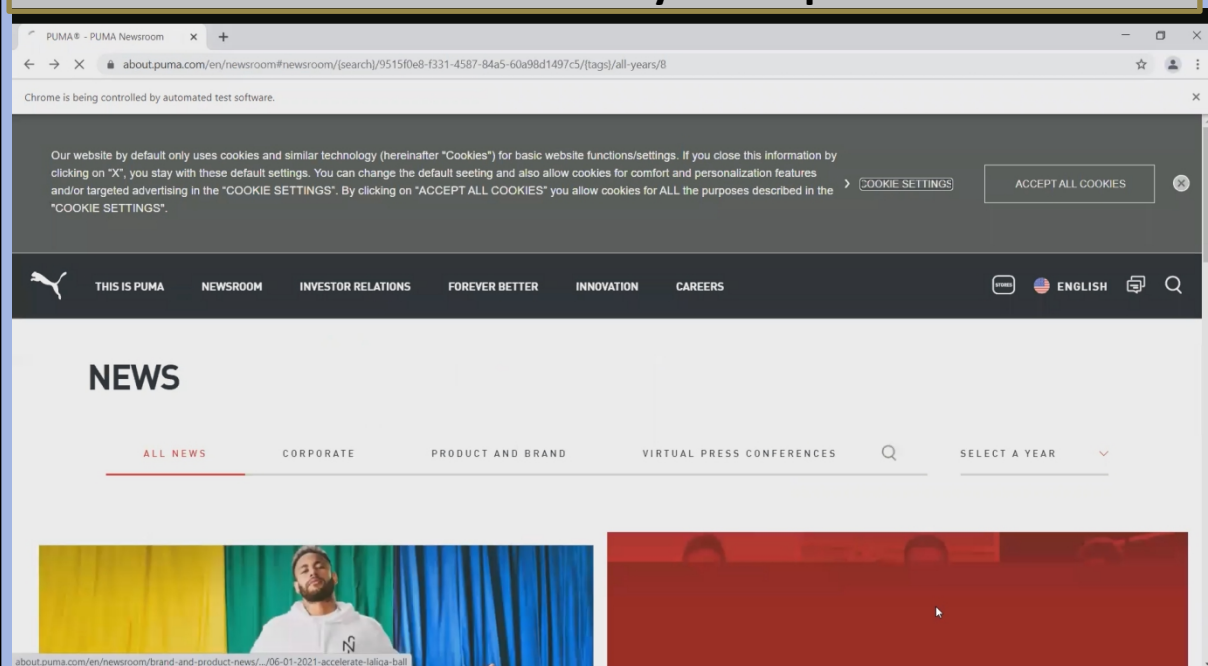 PUMA® - PUMA Newsroom
about.puma.com/en/newsroom#newsroom/{search}/9515f0e8-f331-4587-84a5-60a98d1497c5/{tags}/all-years/8
Chrome is being controlled by automated test software.
Our website by default only uses cookies and similar technology (hereinafter "Cookies") for basic website functions/settings. If you close this information by
clicking on "X", you stay with these default settings. You can change the default seeting and also allow cookies for comfort and personalization features
and/or targeted advertising in the "COOKIE SETTINGS". By clicking on "ACCEPT ALL COOKIES" you allow cookies for ALL the purposes described in the
"COOKIE SETTINGS".
COOKIE SETTINGS
ACCEPT ALL COOKIES
THIS IS PUMA NEWSROOM INVESTOR RELATIONS FOREVER BETTER INNOVATION CAREERS
STORES
ENGLISH
NEWS
ALL NEWS CORPORATE PRODUCT AND BRAND VIRTUAL PRESS CONFERENCES SELECT A YEAR
about.puma.com/en/newsroom/brand-and-product-news/.../06-01-2021-accelerate-laliga-ball